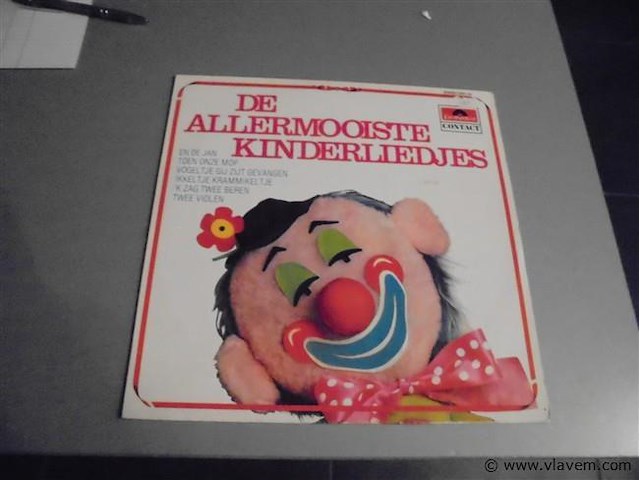 DE
ALLERMOOISTE
KINDERLIEDJES
CONTACT
EN DE JAN
TOEN ONZE MOP
VOGELTJE GIJ ZIJT GEVANGEN
IKKELTJE KRAMMIKELTJE
'K ZAG TWEE BEREN
TWEE VIOLEN
© www.vlavem.com